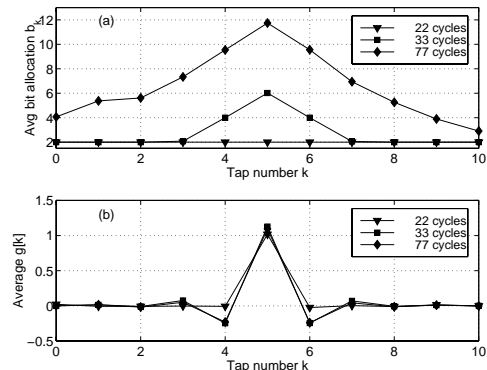 (a)
22 cycles
33 cycles
77 cycles
Avg bit allocation b_k
12
10
8
6
4
2
0 2 4 6 8 10
Tap number k
(b)
22 cycles
33 cycles
77 cycles
Average g[k]
1.5
1
0.5
0
−0.5
0 2 4 6 8 10
Tap number k